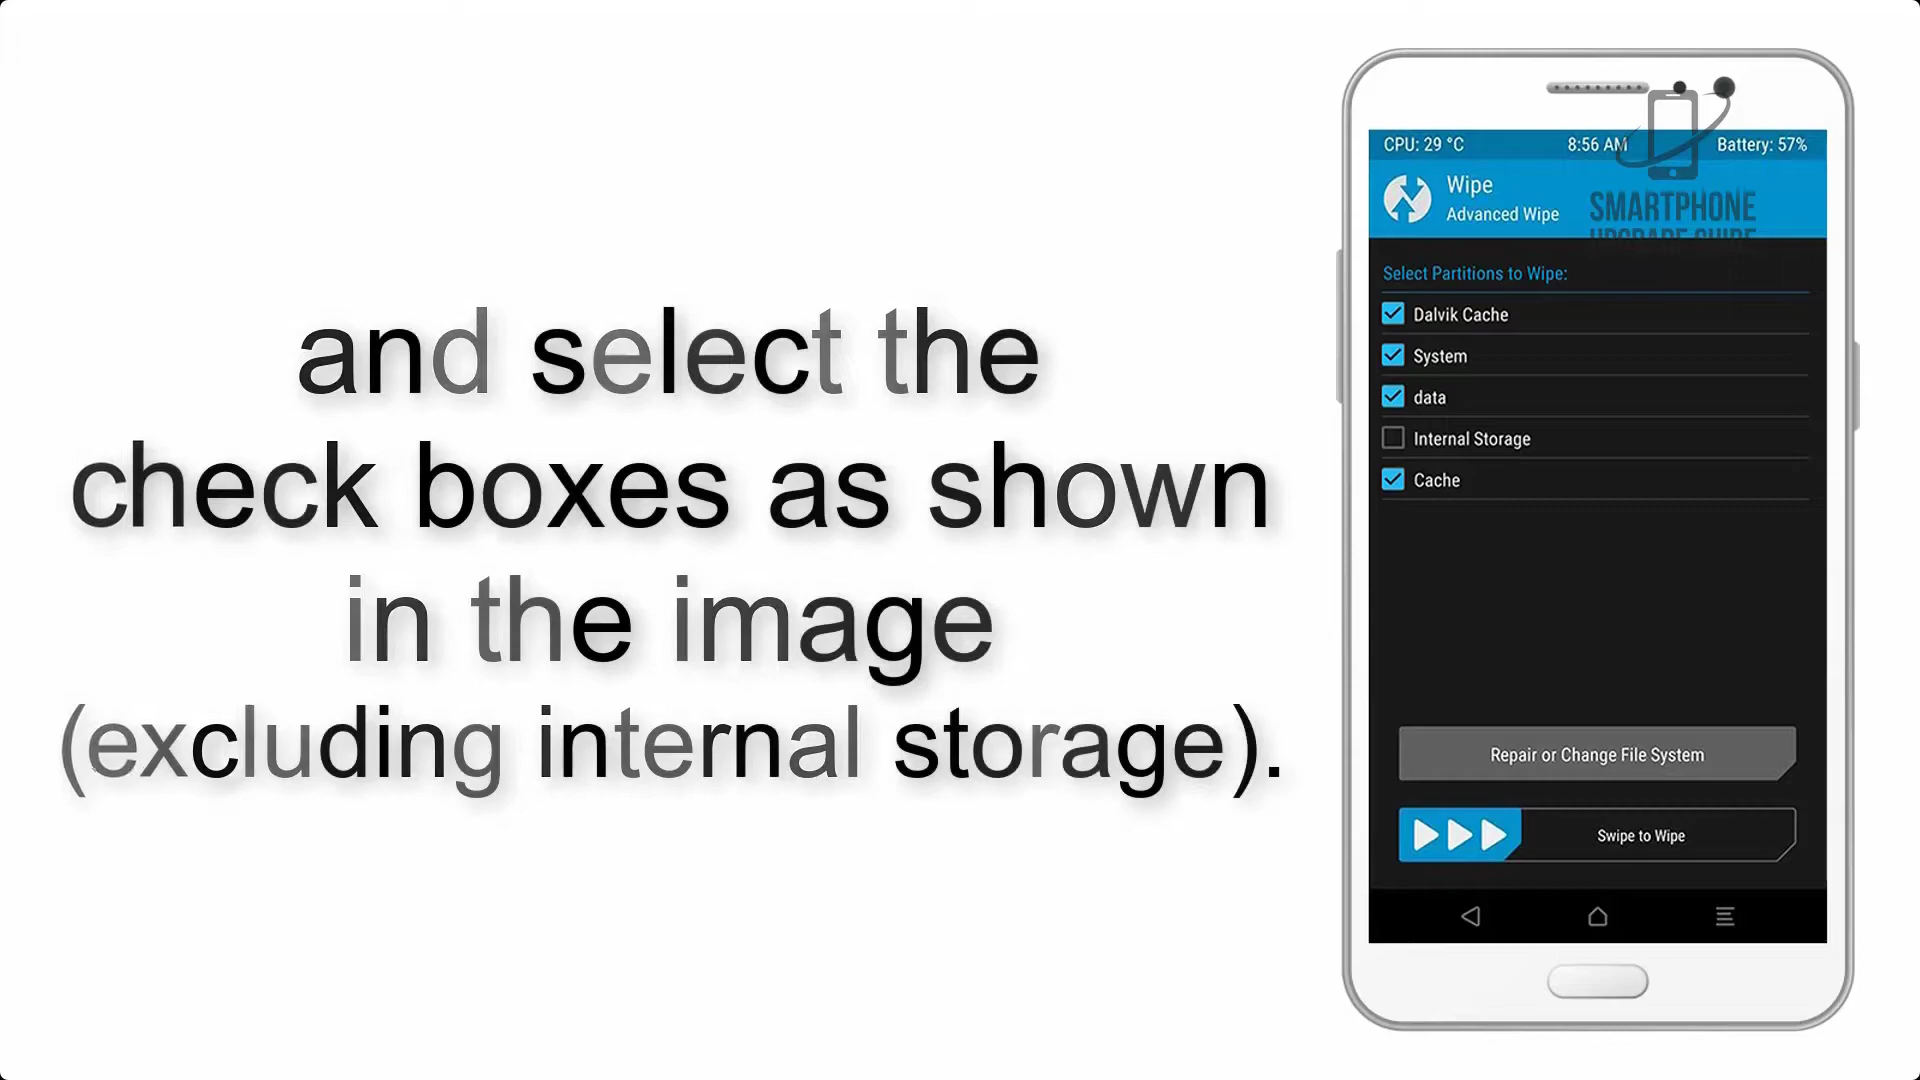 and select the
check boxes as shown
in the image
(excluding internal storage).
CPU: 29 °C 8:56 AM Battery: 57%
Wipe
Advanced Wipe
SMARTPHONE
UPGRADE GUIDE
Select Partitions to Wipe:
Dalvik Cache
System
data
Internal Storage
Cache
Repair or Change File System
Swipe to Wipe